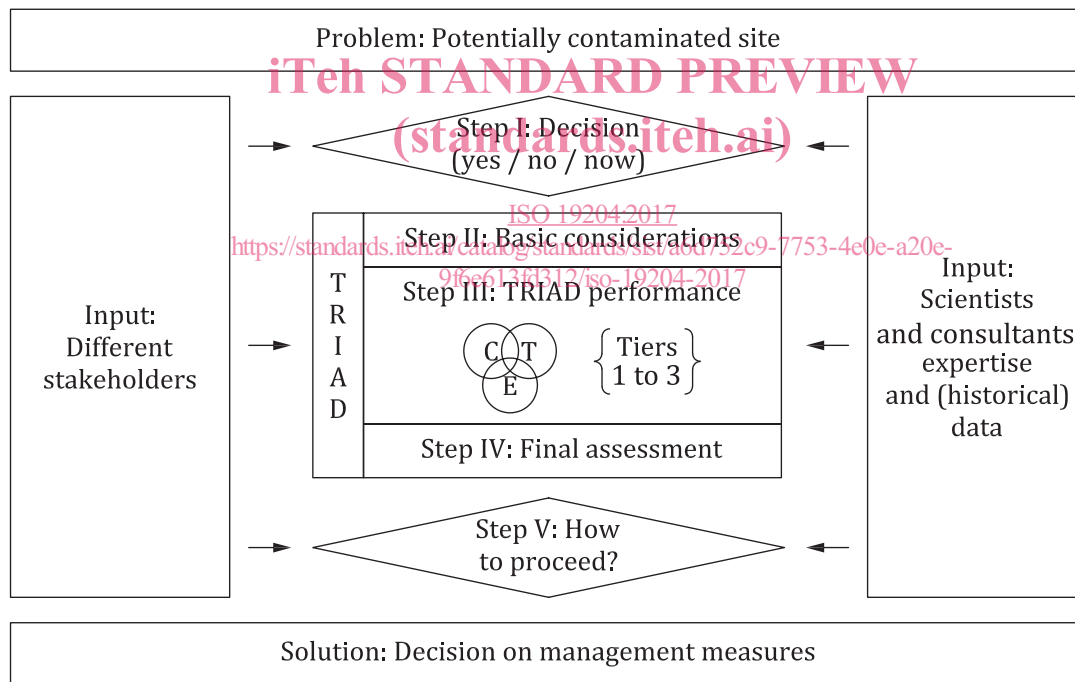 Problem: Potentially contaminated site
iTeh STANDARD PREVIEW
(standards.iteh.ai)
Step I: Decision
(yes / no / now)
ISO 19204:2017
https://standards.iteh.ai/catalog/standards/sist/a6d752c9-7753-4e0e-a20e-
9f6e613fd312/iso-19204-2017
Input:
Different
stakeholders
T
R
I
A
D
Step II: Basic considerations
Step III: TRIAD performance
C T
E
Tiers
1 to 3
Step IV: Final assessment
Input:
Scientists
and consultants
expertise
and (historical)
data
Step V: How
to proceed?
Solution: Decision on management measures